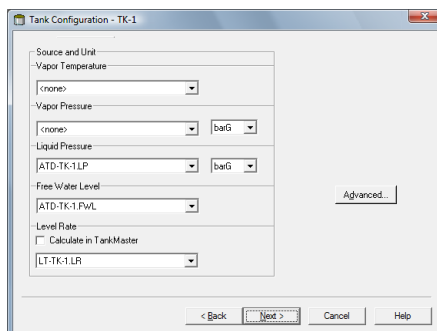 Tank Configuration - TK-1
Source and Unit
Vapor Temperature
<none>
Vapor Pressure
<none> barG
Liquid Pressure
ATD-TK-1.LP barG
Free Water Level
ATD-TK-1.FWL
Advanced...
Level Rate
Calculate in TankMaster
LT-TK-1.LR
< Back Next > Cancel Help